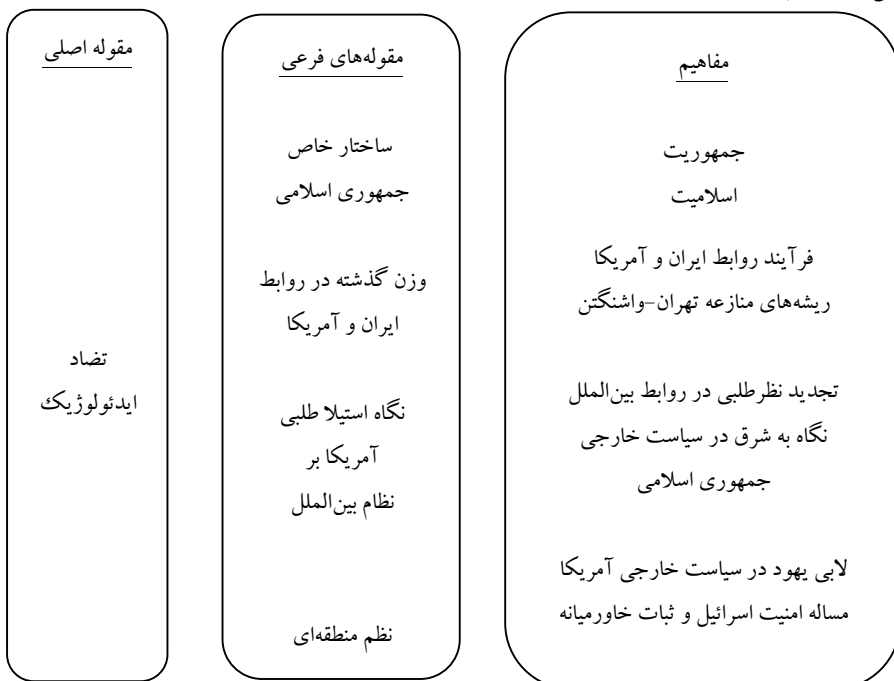 مفاهیم
جمهوریت
اسلامیت
فرآیند روابط ایران و آمریکا
ریشه‌های منازعه تهران-واشنگتن
تجدید نظرطلبی در روابط بین‌الملل
نگاه به شرق در سیاست خارجی
جمهوری اسلامی
لابی یهود در سیاست خارجی آمریکا
مساله امنیت اسرائیل و ثبات خاورمیانه
مقوله‌های فرعی
ساختار خاص
جمهوری اسلامی
وزن گذشته در روابط
ایران و آمریکا
نگاه استیلا طلبی
آمریکا بر
نظام بین‌الملل
نظم منطقه‌ای
مقوله اصلی
تضاد
ایدئولوژیک